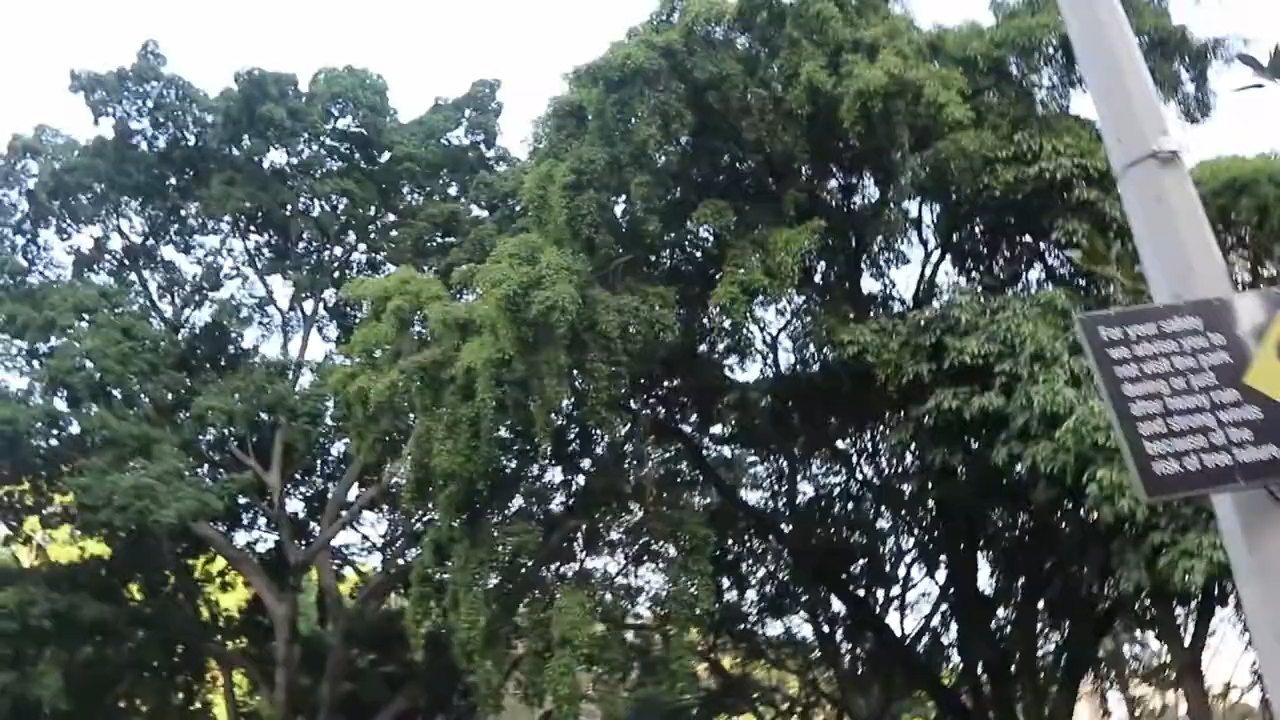 For your safety
we advise you to
not visit the park
during or just
after heavy rain
and strong winds
because of the
risk of tree failure